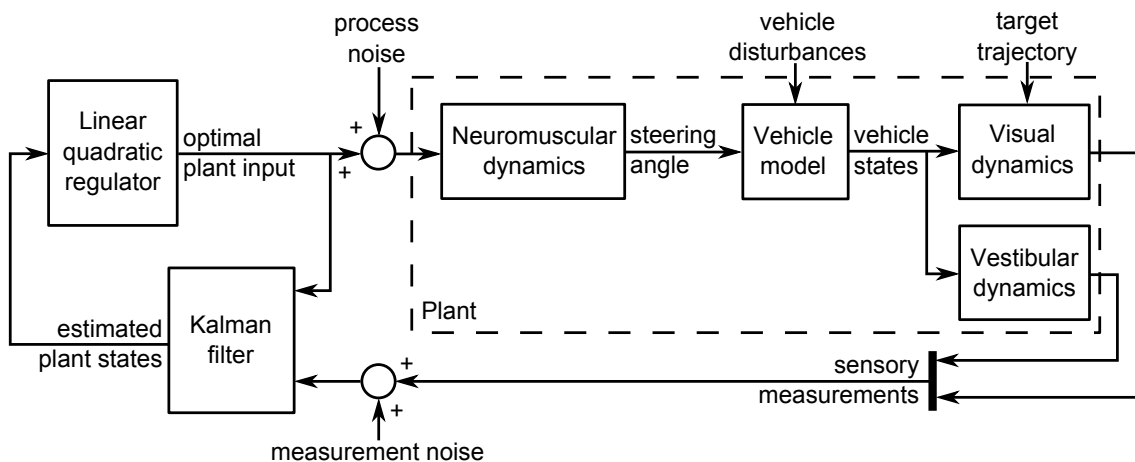 process
noise
vehicle
disturbances
target
trajectory
Linear
quadratic
regulator
optimal
plant input
+
+
Neuromuscular
dynamics
steering
angle
Vehicle
model
vehicle
states
Visual
dynamics
Vestibular
dynamics
Plant
estimated
plant states
Kalman
filter
+
+
sensory
measurements
measurement noise